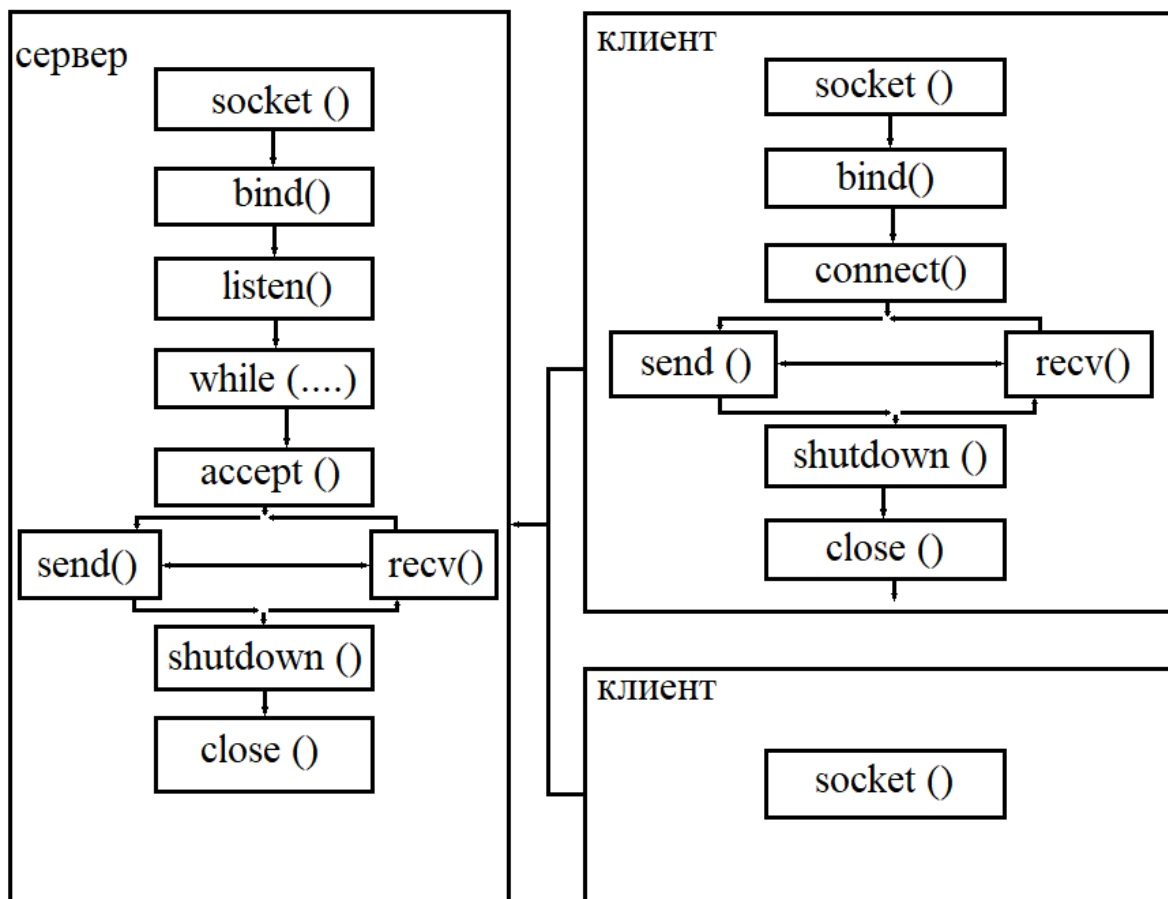 сервер
socket ()
bind()
listen()
while (....)
accept ()
send()
recv()
shutdown ()
close ()
клиент
socket ()
bind()
connect()
send ()
recv()
shutdown ()
close ()
клиент
socket ()